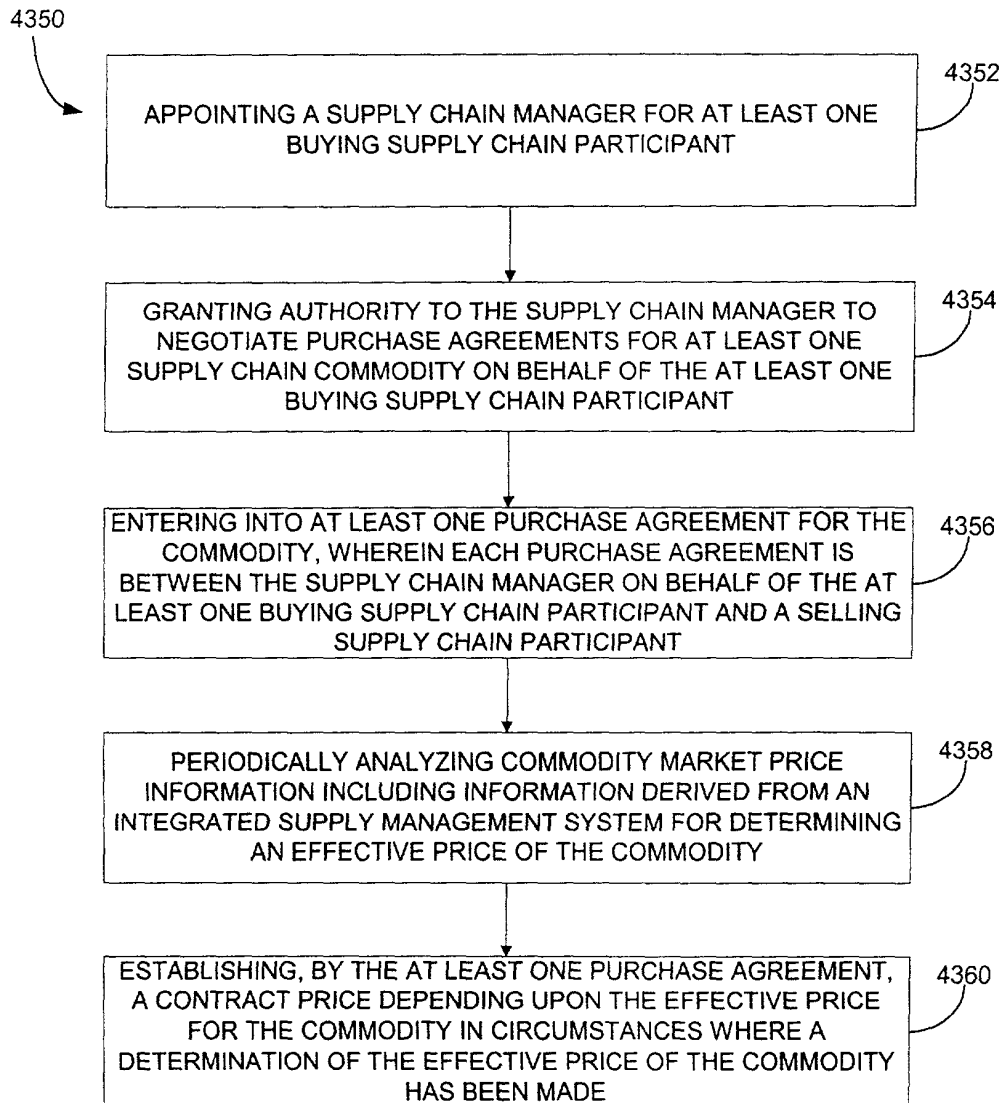 4350
4352
APPOINTING A SUPPLY CHAIN MANAGER FOR AT LEAST ONE
BUYING SUPPLY CHAIN PARTICIPANT
4354
GRANTING AUTHORITY TO THE SUPPLY CHAIN MANAGER TO
NEGOTIATE PURCHASE AGREEMENTS FOR AT LEAST ONE
SUPPLY CHAIN COMMODITY ON BEHALF OF THE AT LEAST ONE
BUYING SUPPLY CHAIN PARTICIPANT
4356
ENTERING INTO AT LEAST ONE PURCHASE AGREEMENT FOR THE
COMMODITY, WHEREIN EACH PURCHASE AGREEMENT IS
BETWEEN THE SUPPLY CHAIN MANAGER ON BEHALF OF THE AT
LEAST ONE BUYING SUPPLY CHAIN PARTICIPANT AND A SELLING
SUPPLY CHAIN PARTICIPANT
4358
PERIODICALLY ANALYZING COMMODITY MARKET PRICE
INFORMATION INCLUDING INFORMATION DERIVED FROM AN
INTEGRATED SUPPLY MANAGEMENT SYSTEM FOR DETERMINING
AN EFFECTIVE PRICE OF THE COMMODITY
4360
ESTABLISHING, BY THE AT LEAST ONE PURCHASE AGREEMENT,
A CONTRACT PRICE DEPENDING UPON THE EFFECTIVE PRICE
FOR THE COMMODITY IN CIRCUMSTANCES WHERE A
DETERMINATION OF THE EFFECTIVE PRICE OF THE COMMODITY
HAS BEEN MADE